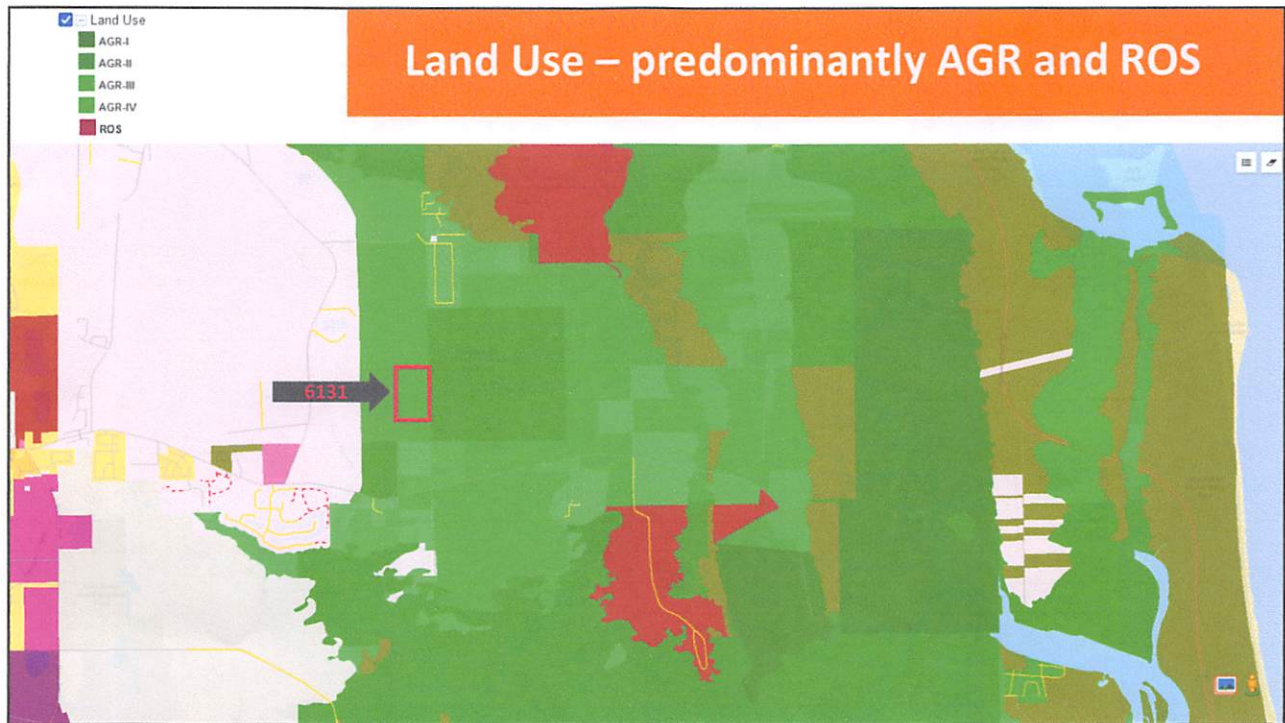 Land Use
AGR-I
AGR-II
AGR-III
AGR-IV
ROS
Land Use – predominantly AGR and ROS
6131